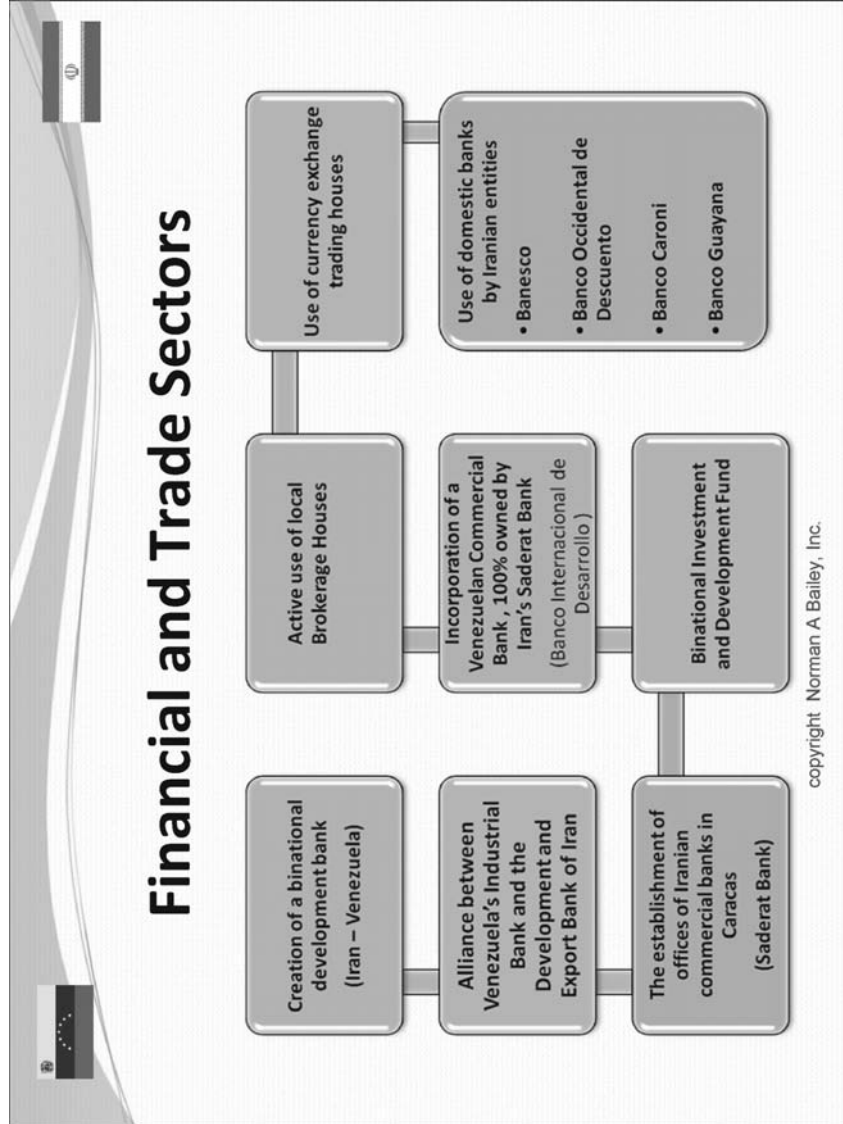 Financial and Trade Sectors
Creation of a binational
development bank
(Iran – Venezuela)
Alliance between
Venezuela's Industrial
Bank and the
Development and
Export Bank of Iran
The establishment of
offices of Iranian
commercial banks in
Caracas
(Saderat Bank)
Binational Investment
and Development Fund
Incorporation of a
Venezuelan Commercial
Bank , 100% owned by
Iran's Saderat Bank
(Banco Internacional de
Desarrollo )
Active use of local
Brokerage Houses
Use of currency exchange
trading houses
Use of domestic banks
by Iranian entities
• Banesco
• Banco Occidental de
Descuento
• Banco Caroni
• Banco Guayana
copyright Norman A Bailey, Inc.